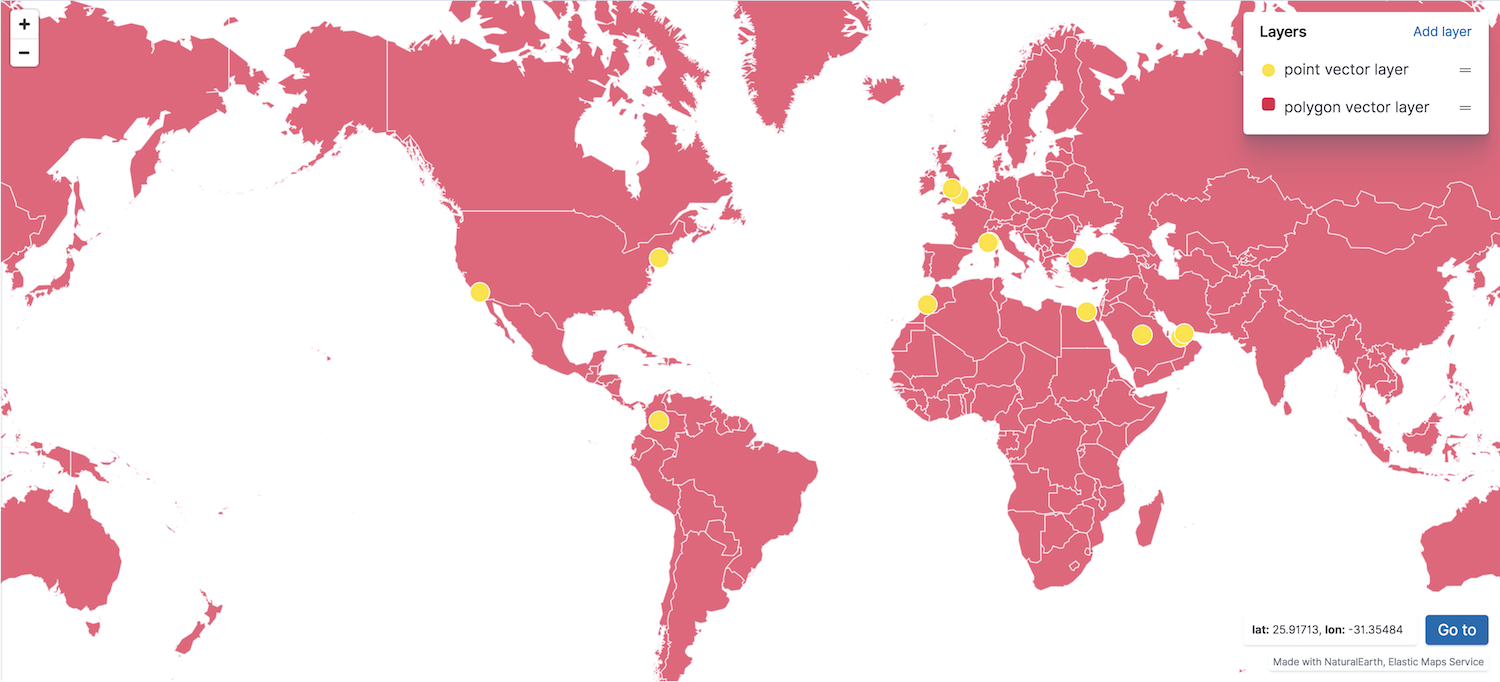 +
−
Layers Add layer
point vector layer =
polygon vector layer =
lat: 25.91713, lon: -31.35484 Go to
Made with NaturalEarth, Elastic Maps Service